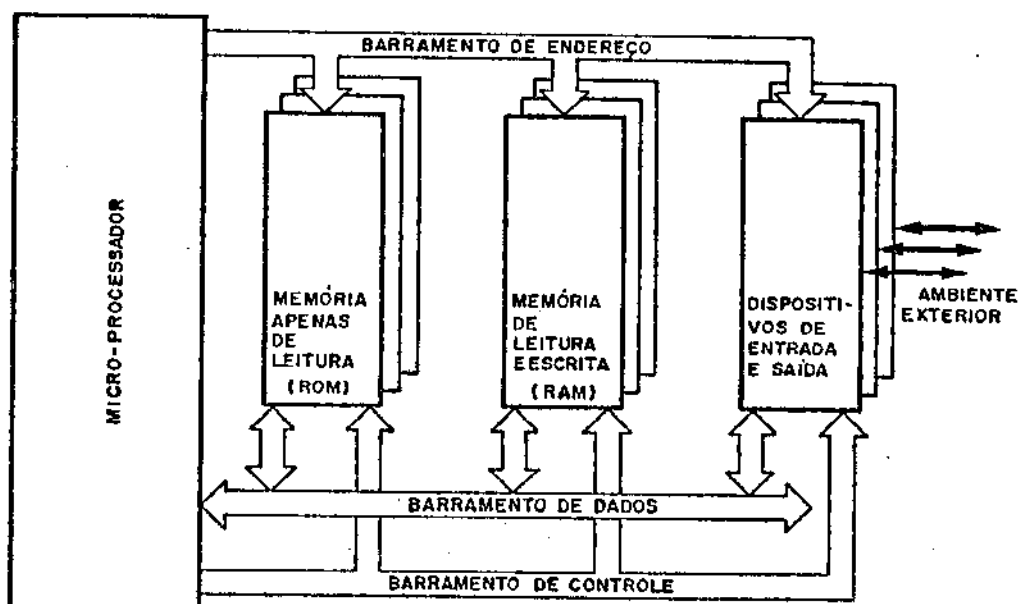 BARRAMENTO DE ENDEREÇO
MICRO-PROCESSADOR
MEMÓRIA
APENAS
DE
LEITURA
(ROM)
MEMÓRIA
DE
LEITURA
E ESCRITA
(RAM)
DISPOSITI-
VOS DE
ENTRADA
E SAÍDA
AMBIENTE
EXTERIOR
BARRAMENTO DE DADOS
BARRAMENTO DE CONTROLE